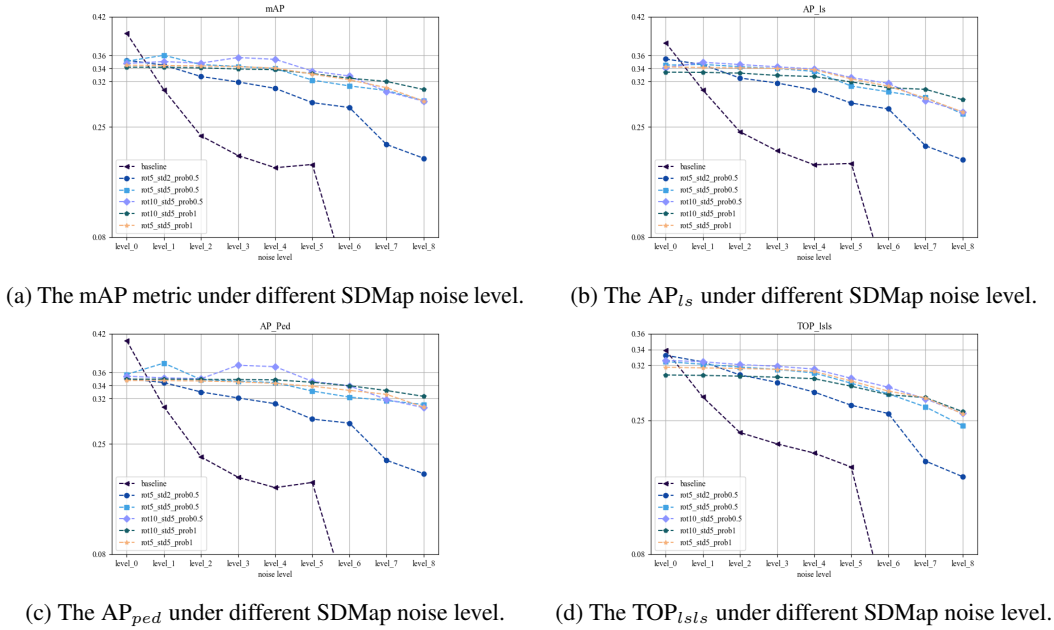 mAP
0.42
0.36
0.34
0.32
0.25
0.08
baseline
rot5_std2_prob0.5
rot5_std5_prob0.5
rot10_std5_prob0.5
rot10_std5_prob1
rot5_std5_prob1
level_0 level_1 level_2 level_3 level_4 level_5 level_6 level_7 level_8
noise level
(a) The mAP metric under different SDMap noise level.
AP_ls
0.42
0.36
0.34
0.32
0.25
0.08
baseline
rot5_std2_prob0.5
rot5_std5_prob0.5
rot10_std5_prob0.5
rot10_std5_prob1
rot5_std5_prob1
level_0 level_1 level_2 level_3 level_4 level_5 level_6 level_7 level_8
noise level
(b) The AP_ls under different SDMap noise level.
AP_Ped
0.42
0.36
0.34
0.32
0.25
0.08
baseline
rot5_std2_prob0.5
rot5_std5_prob0.5
rot10_std5_prob0.5
rot10_std5_prob1
rot5_std5_prob1
level_0 level_1 level_2 level_3 level_4 level_5 level_6 level_7 level_8
noise level
(c) The AP_ped under different SDMap noise level.
TOP_lsls
0.36
0.34
0.32
0.25
0.08
baseline
rot5_std2_prob0.5
rot5_std5_prob0.5
rot10_std5_prob0.5
rot10_std5_prob1
rot5_std5_prob1
level_0 level_1 level_2 level_3 level_4 level_5 level_6 level_7 level_8
noise level
(d) The TOP_lsls under different SDMap noise level.